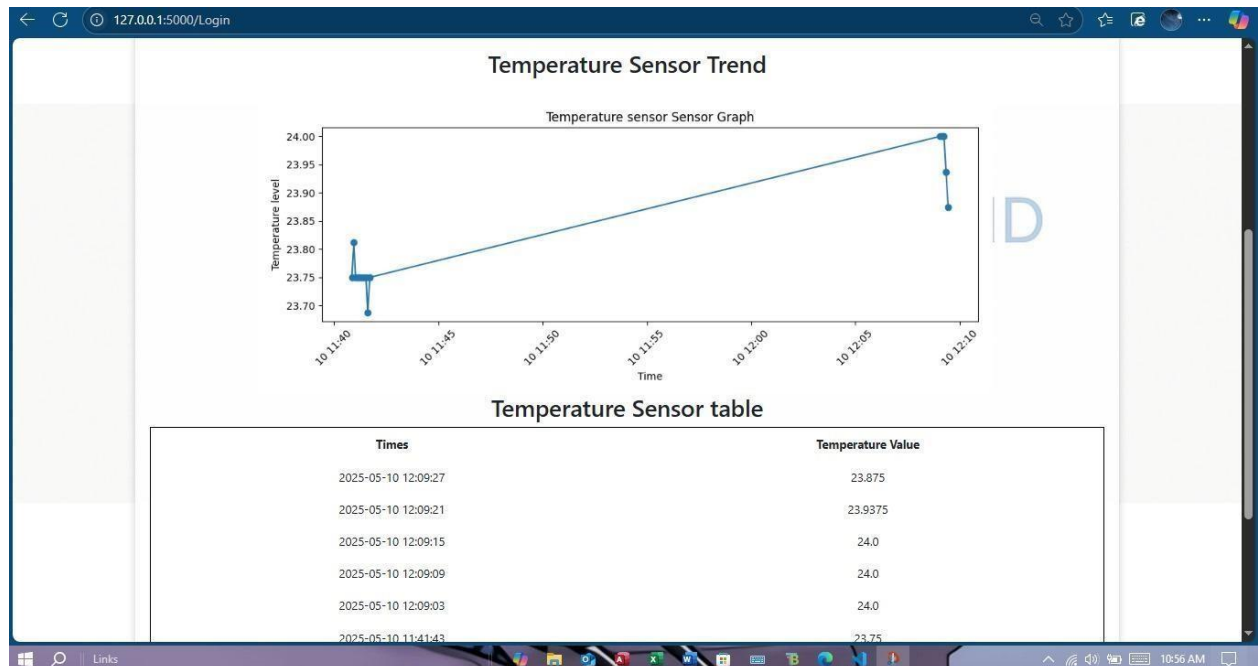 127.0.0.1:5000/Login
Temperature Sensor Trend
Temperature sensor Sensor Graph
Temperature level
24.00
23.95
23.90
23.85
23.80
23.75
23.70
10 11:40
10 11:45
10 11:50
10 11:55
10 12:00
10 12:05
10 12:10
Time
D
Temperature Sensor table
Times Temperature Value
2025-05-10 12:09:27 23.875
2025-05-10 12:09:21 23.9375
2025-05-10 12:09:15 24.0
2025-05-10 12:09:09 24.0
2025-05-10 12:09:03 24.0
2025-05-10 11:41:43 23.75
Links 10:56 AM